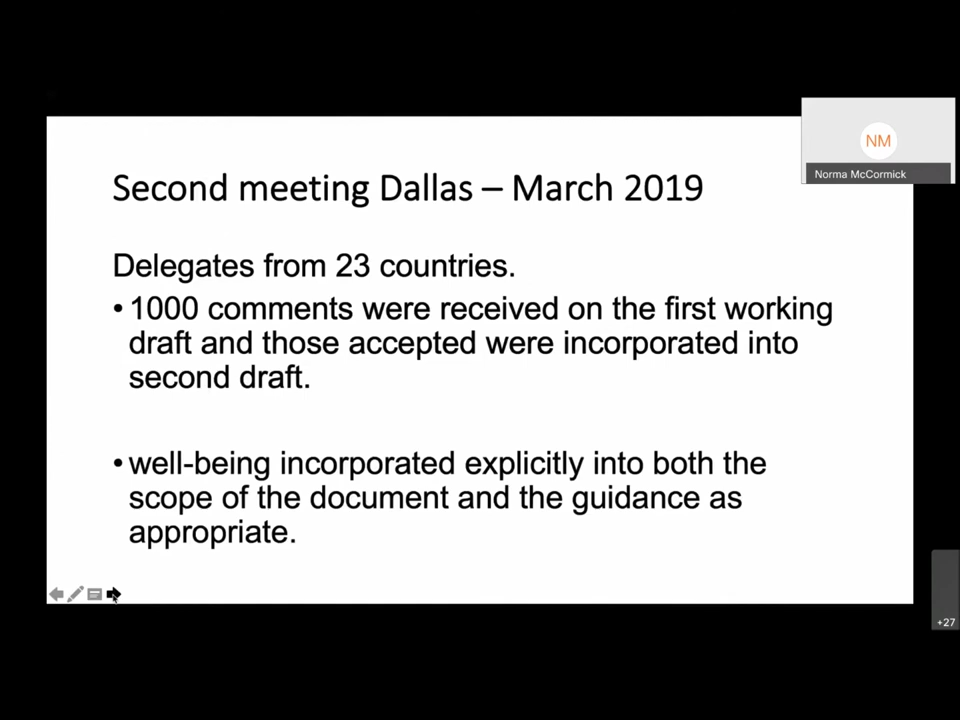 NM
Norma McCormick
Second meeting Dallas – March 2019
Delegates from 23 countries.
• 1000 comments were received on the first working
draft and those accepted were incorporated into
second draft.
• well-being incorporated explicitly into both the
scope of the document and the guidance as
appropriate.
+27